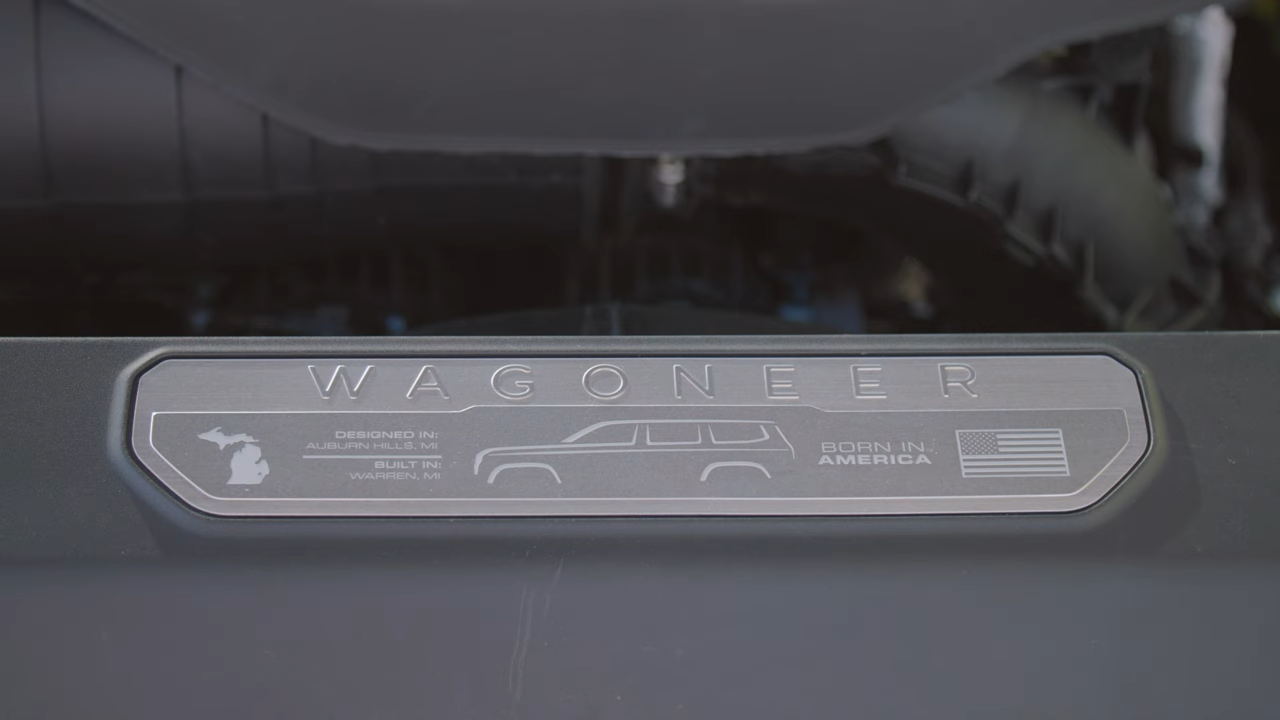 WAGONEER
DESIGNED IN:
AUBURN HILLS, MI
BUILT IN:
WARREN, MI
BORN IN
AMERICA